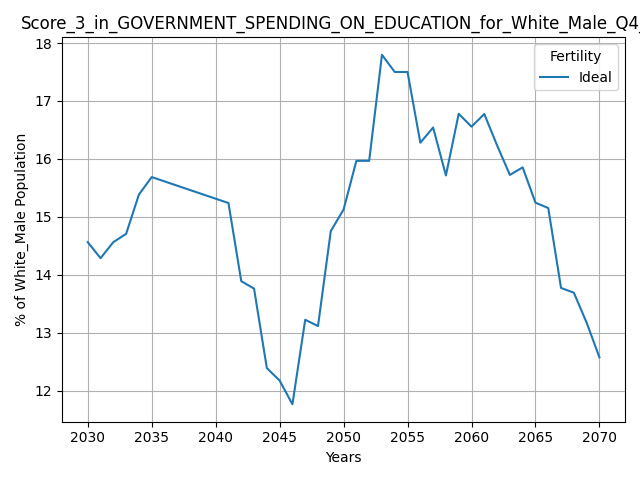 Score_3_in_GOVERNMENT_SPENDING_ON_EDUCATION_for_White_Male_Q4_
Fertility
Ideal
18
17
16
15
14
13
12
% of White_Male Population
2030 2035 2040 2045 2050 2055 2060 2065 2070
Years